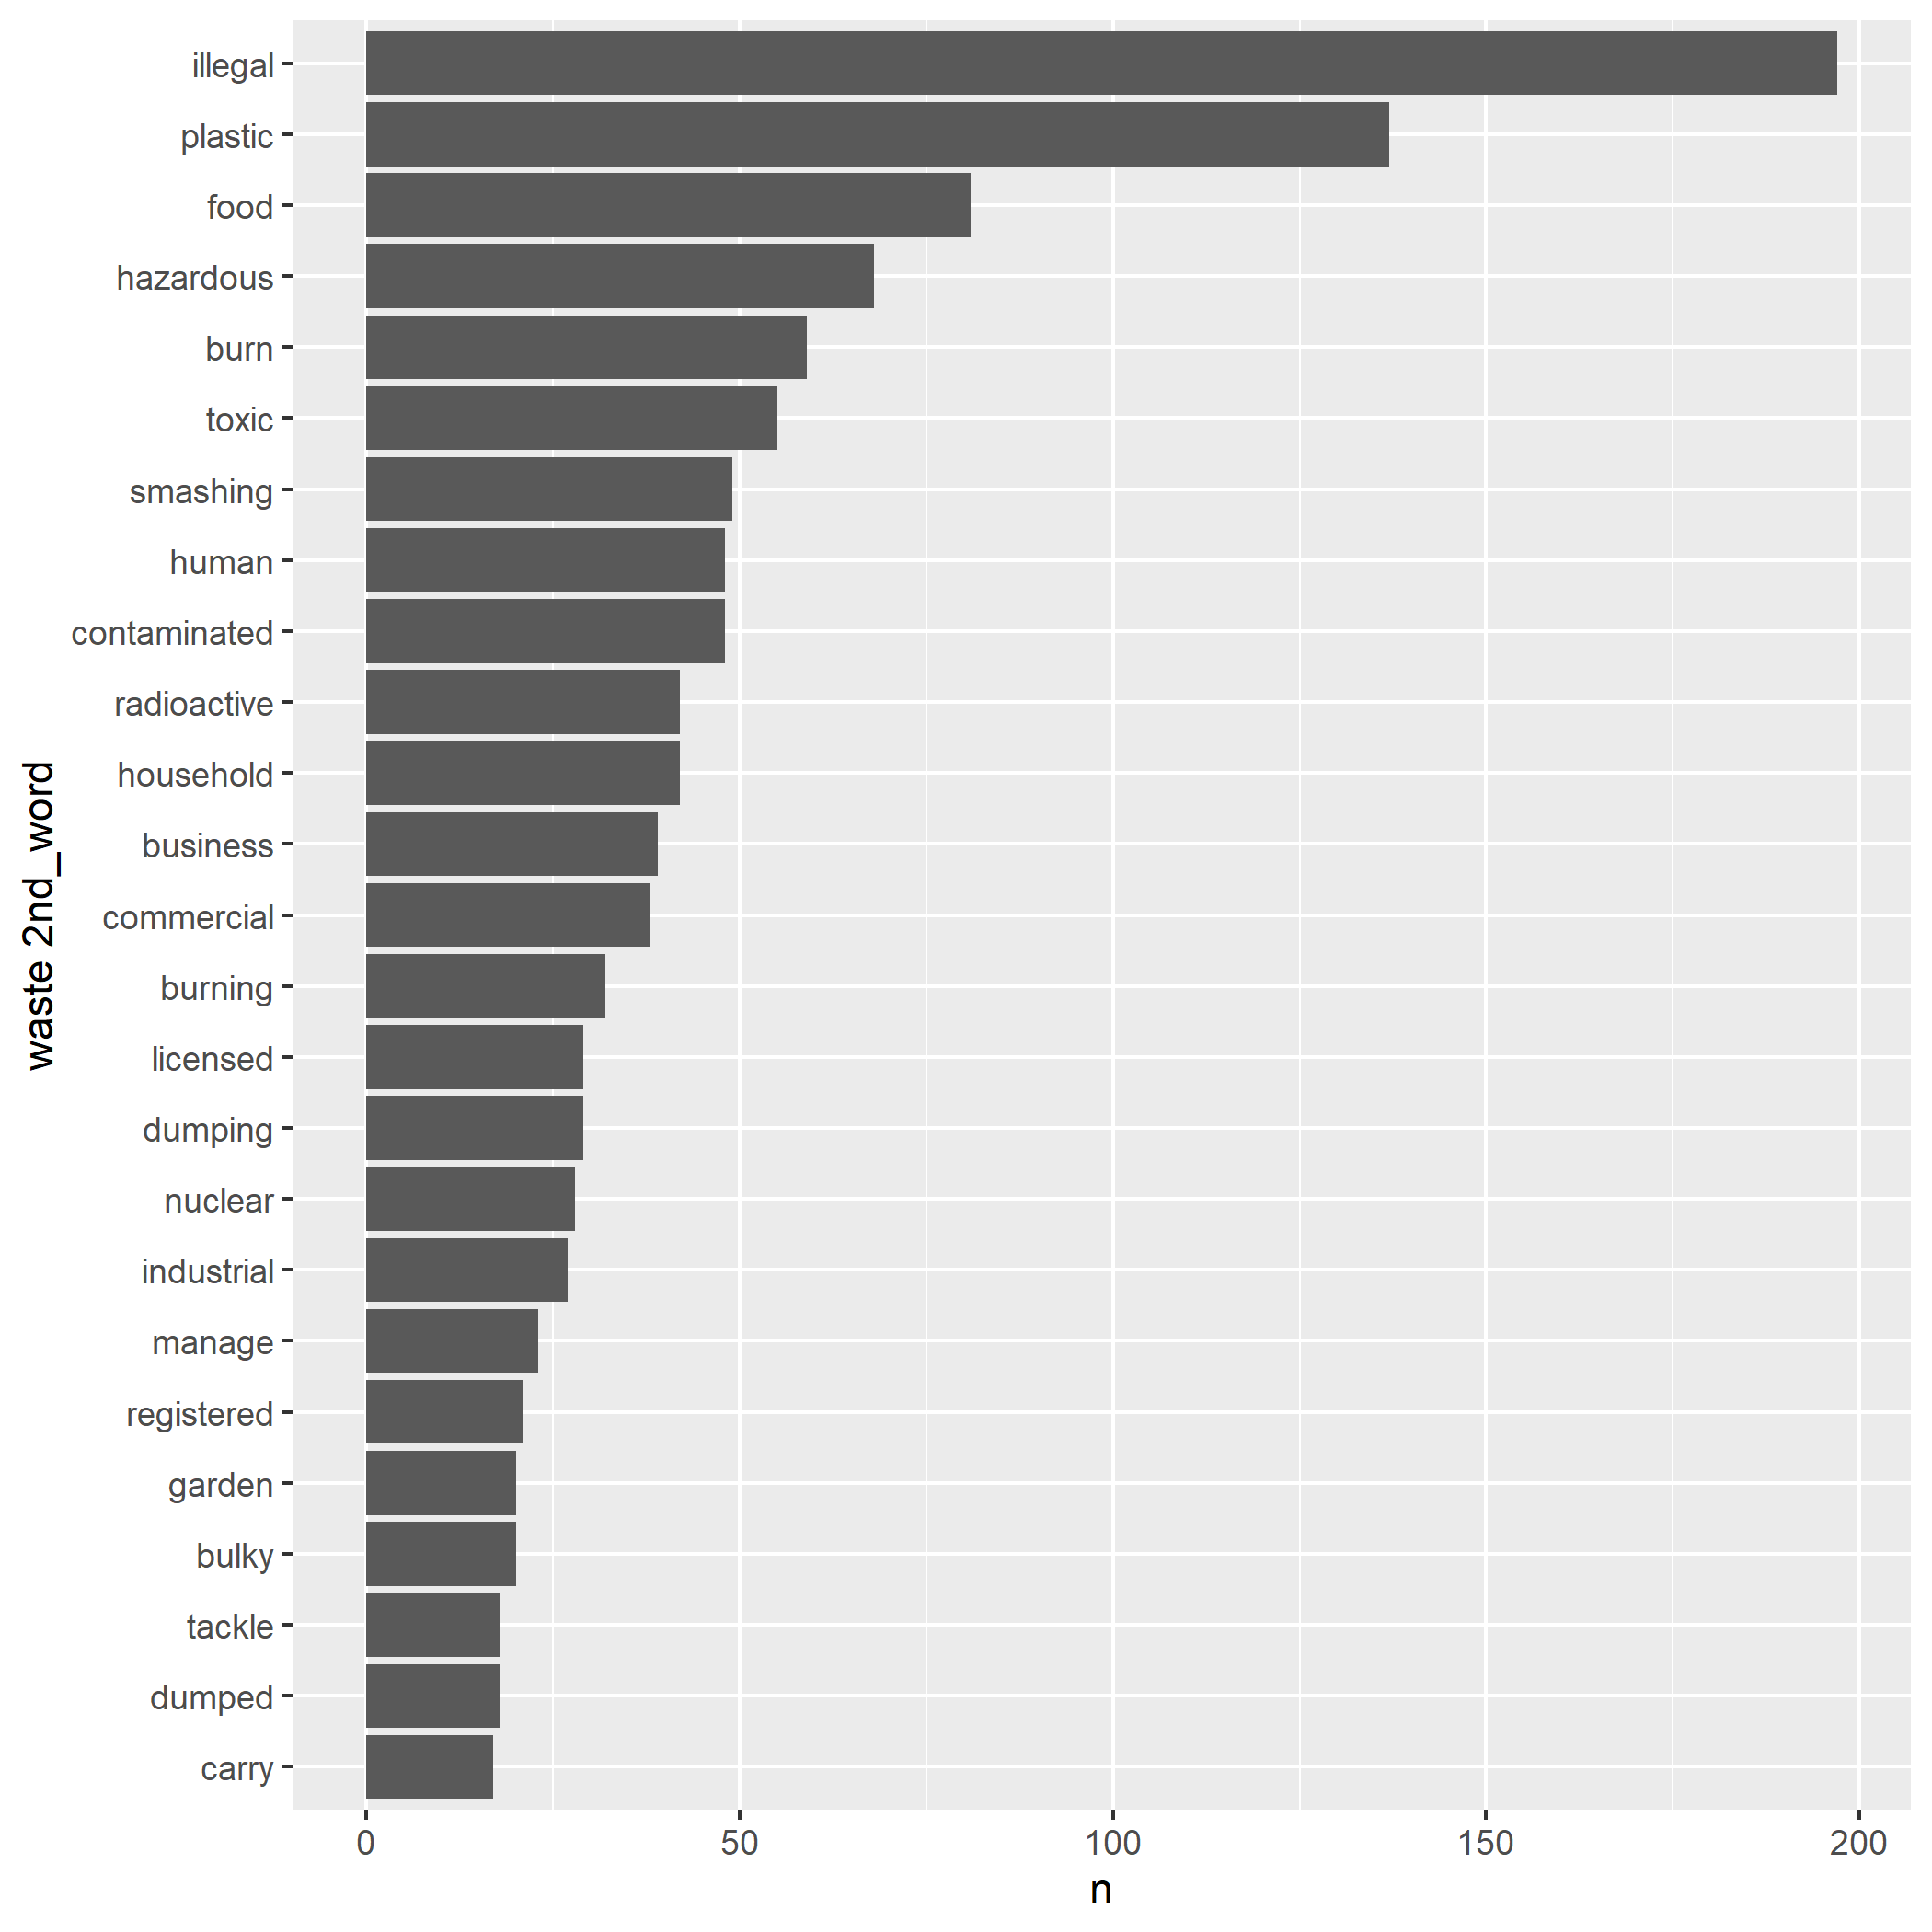 illegal
plastic
food
hazardous
burn
toxic
smashing
human
contaminated
radioactive
household
business
commercial
burning
licensed
dumping
nuclear
industrial
manage
registered
garden
bulky
tackle
dumped
carry
waste 2nd_word
0 50 100 150 200
n